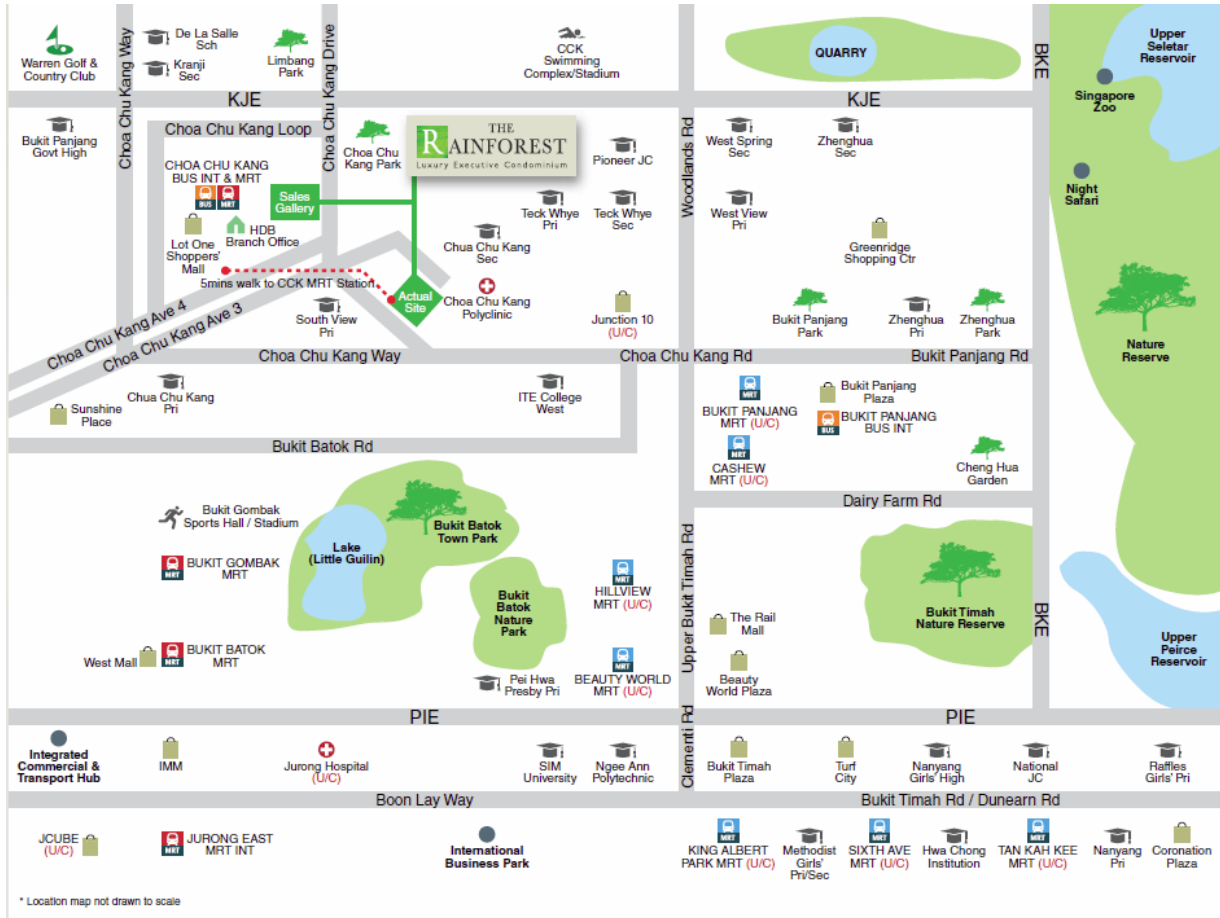 Warren Golf &
Country Club
De La Salle
Sch
Kranji
Sec
Choa Chu Kang Way
Limbang
Park
Choa Chu Kang Drive
CCK
Swimming
Complex/Stadium
QUARRY
BKE
Upper
Seletar
Reservoir
Singapore
Zoo
KJE
KJE
Bukit Panjang
Govt High
Choa Chu Kang Loop
Choa Chu
Kang Park
R
THE
RAINFOREST
Luxury Executive Condominium
Pioneer JC
Woodlands Rd
West Spring
Sec
Zhenghua
Sec
Night
Safari
CHOA CHU KANG
BUS INT & MRT
BUS
MRT
Sales
Gallery
HDB
Branch Office
Lot One
Shoppers'
Mall
Teck Whye
Pri
Teck Whye
Sec
West View
Pri
Chua Chu Kang
Sec
Greenridge
Shopping Ctr
5mins walk to CCK MRT Station
Actual
Site
Choa Chu Kang
Polyclinic
Choa Chu Kang Ave 4
Choa Chu Kang Ave 3
South View
Pri
Junction 10
(U/C)
Bukit Panjang
Park
Zhenghua
Pri
Zhenghua
Park
Nature
Reserve
Choa Chu Kang Way
Choa Chu Kang Rd
Bukit Panjang Rd
Chua Chu Kang
Pri
Sunshine
Place
ITE College
West
MRT
BUKIT PANJANG
MRT (U/C)
Bukit Panjang
Plaza
BUS
BUKIT PANJANG
BUS INT
Bukit Batok Rd
MRT
CASHEW
MRT (U/C)
Cheng Hua
Garden
Dairy Farm Rd
Bukit Gombak
Sports Hall / Stadium
Bukit Batok
Town Park
Lake
(Little Guilin)
MRT
BUKIT GOMBAK
MRT
Bukit
Batok
Nature
Park
MRT
HILLVIEW
MRT (U/C)
Upper Bukit Timah Rd
The Rail
Mall
Bukit Timah
Nature Reserve
BKE
Upper
Peirce
Reservoir
West Mall
MRT
BUKIT BATOK
MRT
Pei Hwa
Presby Pri
MRT
BEAUTY WORLD
MRT (U/C)
Beauty
World Plaza
PIE
PIE
Integrated
Commercial &
Transport Hub
IMM
Jurong Hospital
(U/C)
SIM
University
Ngee Ann
Polytechnic
Clementi Rd
Bukit Timah
Plaza
Turf
City
Nanyang
Girls' High
National
JC
Raffles
Girls' Pri
Boon Lay Way
Bukit Timah Rd / Dunearn Rd
JCUBE
(U/C)
MRT
JURONG EAST
MRT INT
International
Business Park
MRT
KING ALBERT
PARK MRT (U/C)
Methodist
Girls'
Pri/Sec
MRT
SIXTH AVE
MRT (U/C)
Hwa Chong
Institution
MRT
TAN KAH KEE
MRT (U/C)
Nanyang
Pri
Coronation
Plaza
* Location map not drawn to scale